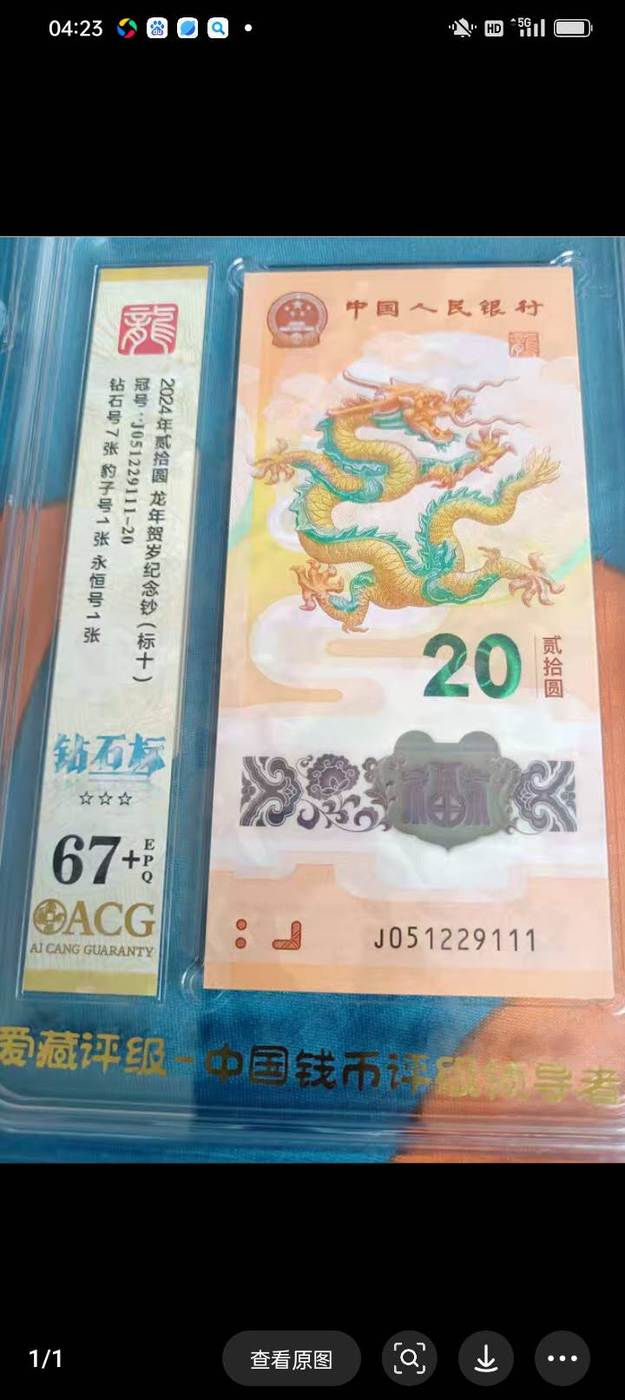 04:23
HD
5G
龍
2024年贰拾圆 龙年贺岁纪念钞(标十)
冠号:J051229111-20
钻石号7张 豹子号1张 永恒号1张
钻石标
☆☆☆
67+EPQ
ACG
AI CANG GUARANTY
中国人民银行
龍
20
贰拾圆
福
J051229111
爱藏评级-中国钱币评级领导者
1/1
查看原图